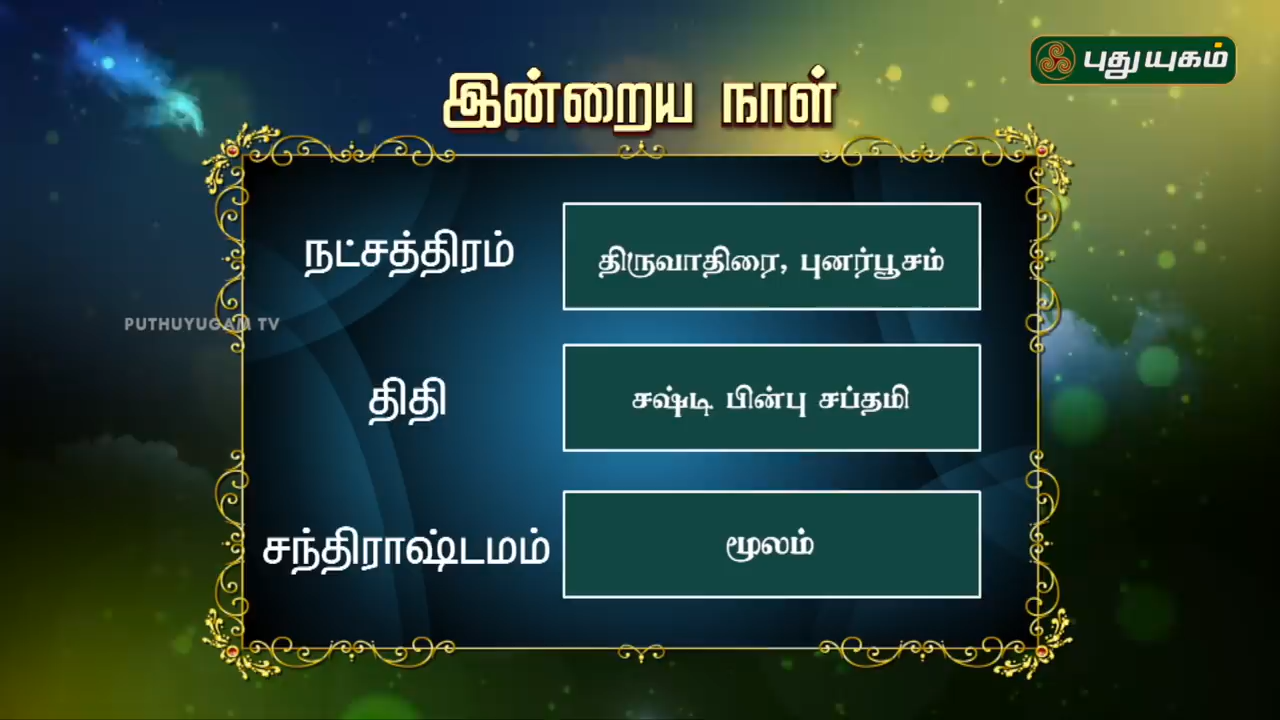 புதுயுகம்
இன்றைய நாள்
நட்சத்திரம்
திருவாதிரை, புனர்பூசம்
PUTHUYUGAM TV
திதி
சஷ்டி பின்பு சப்தமி
சந்திராஷ்டமம்
மூலம்